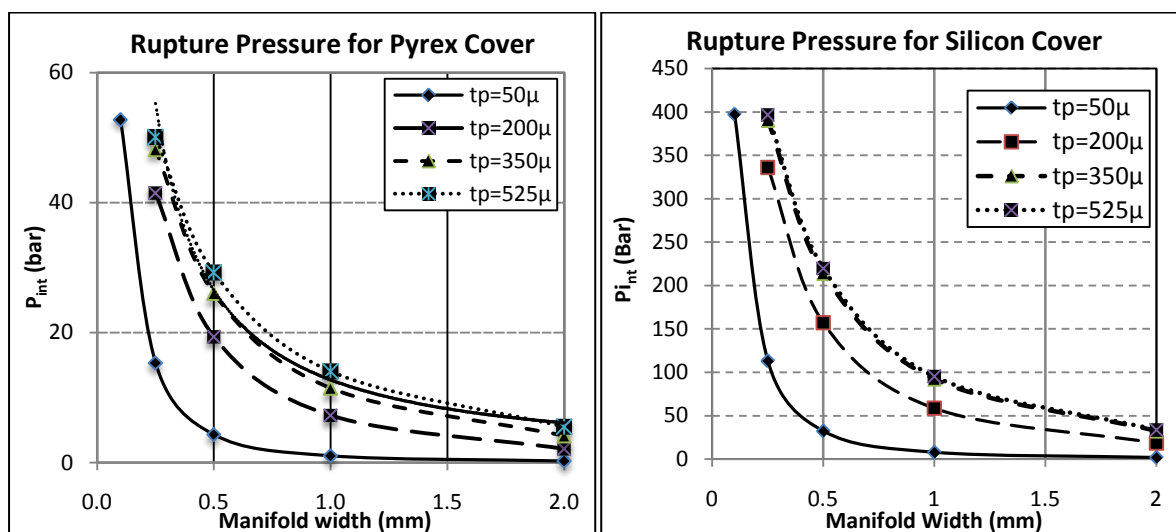 Rupture Pressure for Pyrex Cover
60
40
20
0
P_int (bar)
tp=50μ
tp=200μ
tp=350μ
tp=525μ
0.0 0.5 1.0 1.5 2.0
Manifold width (mm)
Rupture Pressure for Silicon Cover
450
400
350
300
250
200
150
100
50
0
Pi_nt (Bar)
tp=50μ
tp=200μ
tp=350μ
tp=525μ
0 0.5 1 1.5 2
Manifold Width (mm)